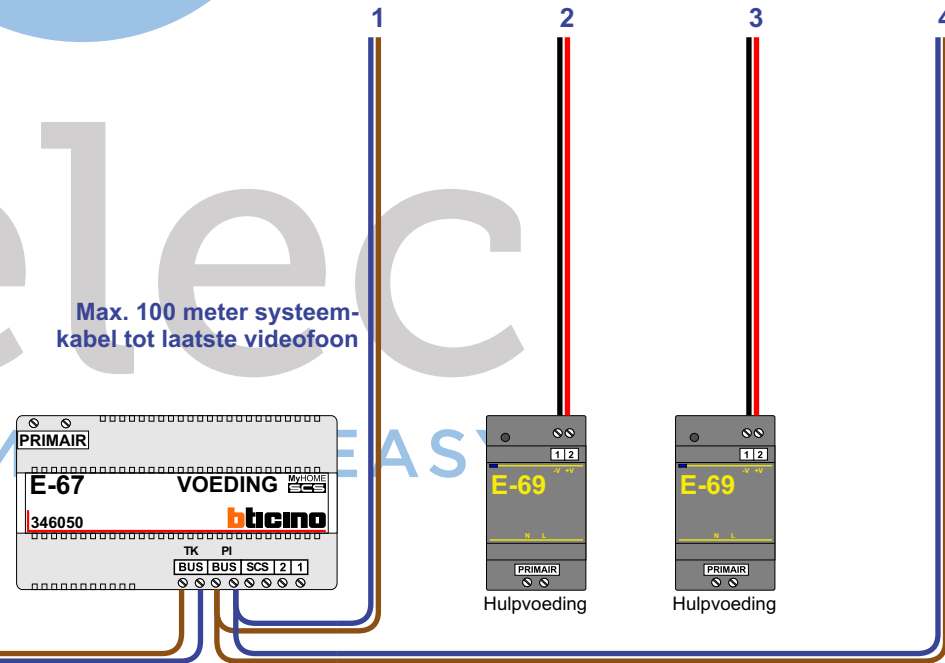 1 2 3 4
elec
EASY
Max. 100 meter systeem-
kabel tot laatste videofoon
PRIMAIR
E-67 VOEDING MyHOME SCS
346050 bticino
TK PI
BUS BUS SCS 2 1
1 2
-V +V
E-69
N L
PRIMAIR
Hulpvoeding
1 2
-V +V
E-69
N L
PRIMAIR
Hulpvoeding